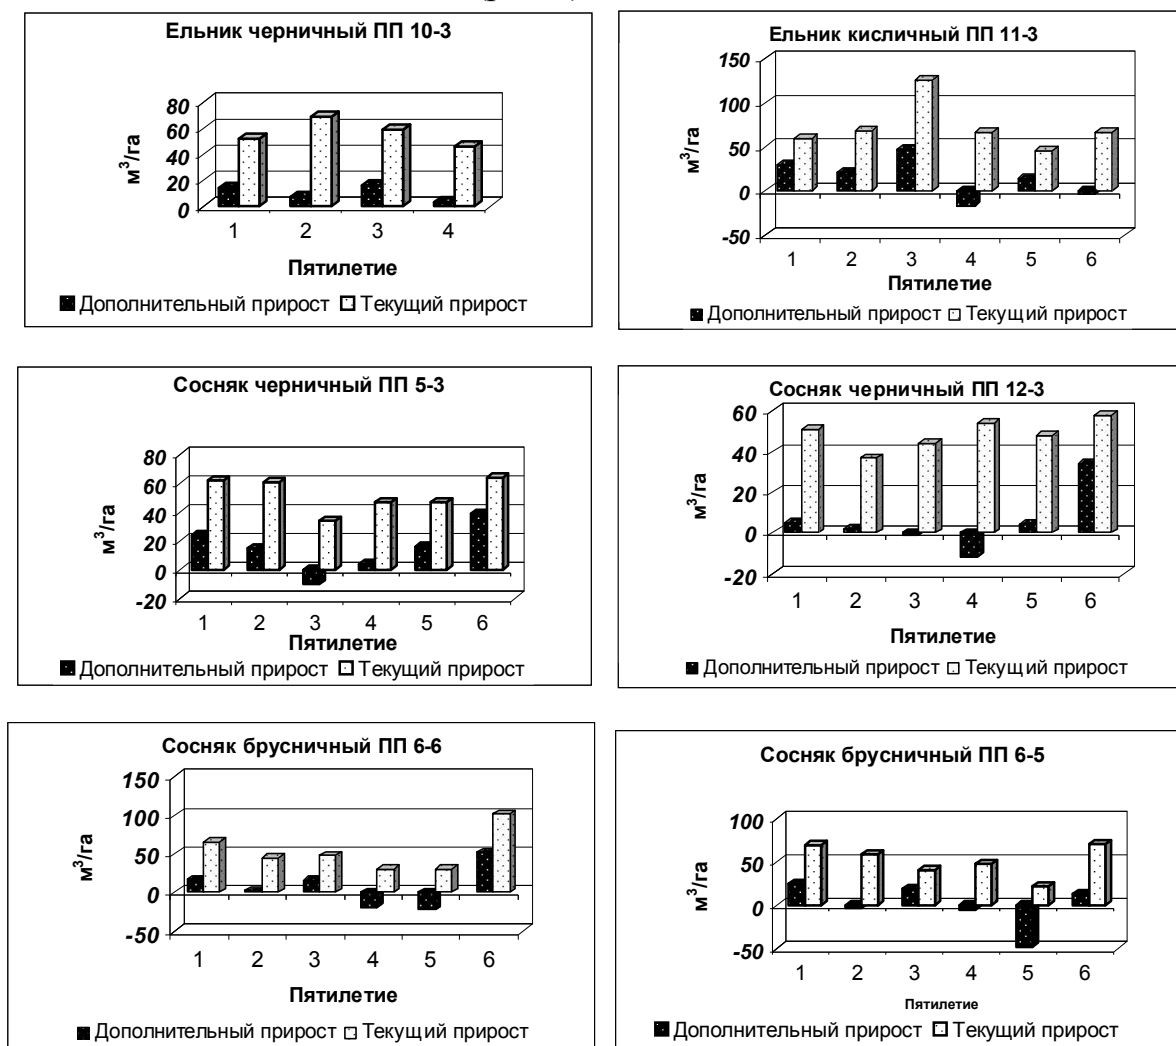 Ельник черничный ПП 10-3
80
60
40
20
0
м³/га
1 2 3 4
Пятилетие
Дополнительный прирост Текущий прирост
Ельник кисличный ПП 11-3
150
100
50
0
-50
м³/га
1 2 3 4 5 6
Пятилетие
Дополнительный прирост Текущий прирост
Сосняк черничный ПП 5-3
80
60
40
20
0
-20
м³/га
1 2 3 4 5 6
Пятилетие
Дополнительный прирост Текущий прирост
Сосняк черничный ПП 12-3
60
40
20
0
-20
м³/га
1 2 3 4 5 6
Пятилетие
Дополнительный прирост Текущий прирост
Сосняк брусничный ПП 6-6
150
100
50
0
-50
м³/га
1 2 3 4 5 6
Пятилетие
Дополнительный прирост Текущий прирост
Сосняк брусничный ПП 6-5
100
50
0
-50
м³/га
1 2 3 4 5 6
Пятилетие
Дополнительный прирост Текущий прирост